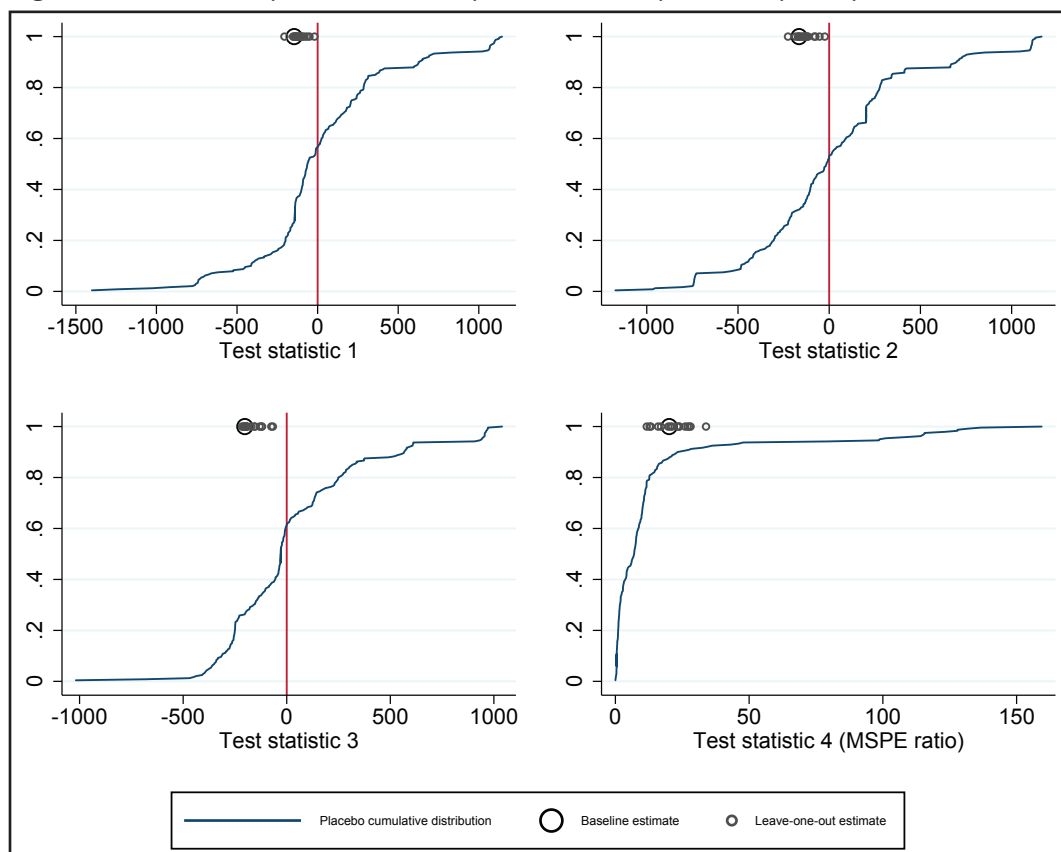 0 .2 .4 .6 .8 1
-1500 -1000 -500 0 500 1000
Test statistic 1
0 .2 .4 .6 .8 1
-1000 -500 0 500 1000
Test statistic 2
0 .2 .4 .6 .8 1
-1000 -500 0 500 1000
Test statistic 3
0 .2 .4 .6 .8 1
0 50 100 150
Test statistic 4 (MSPE ratio)
Placebo cumulative distribution Baseline estimate Leave-one-out estimate